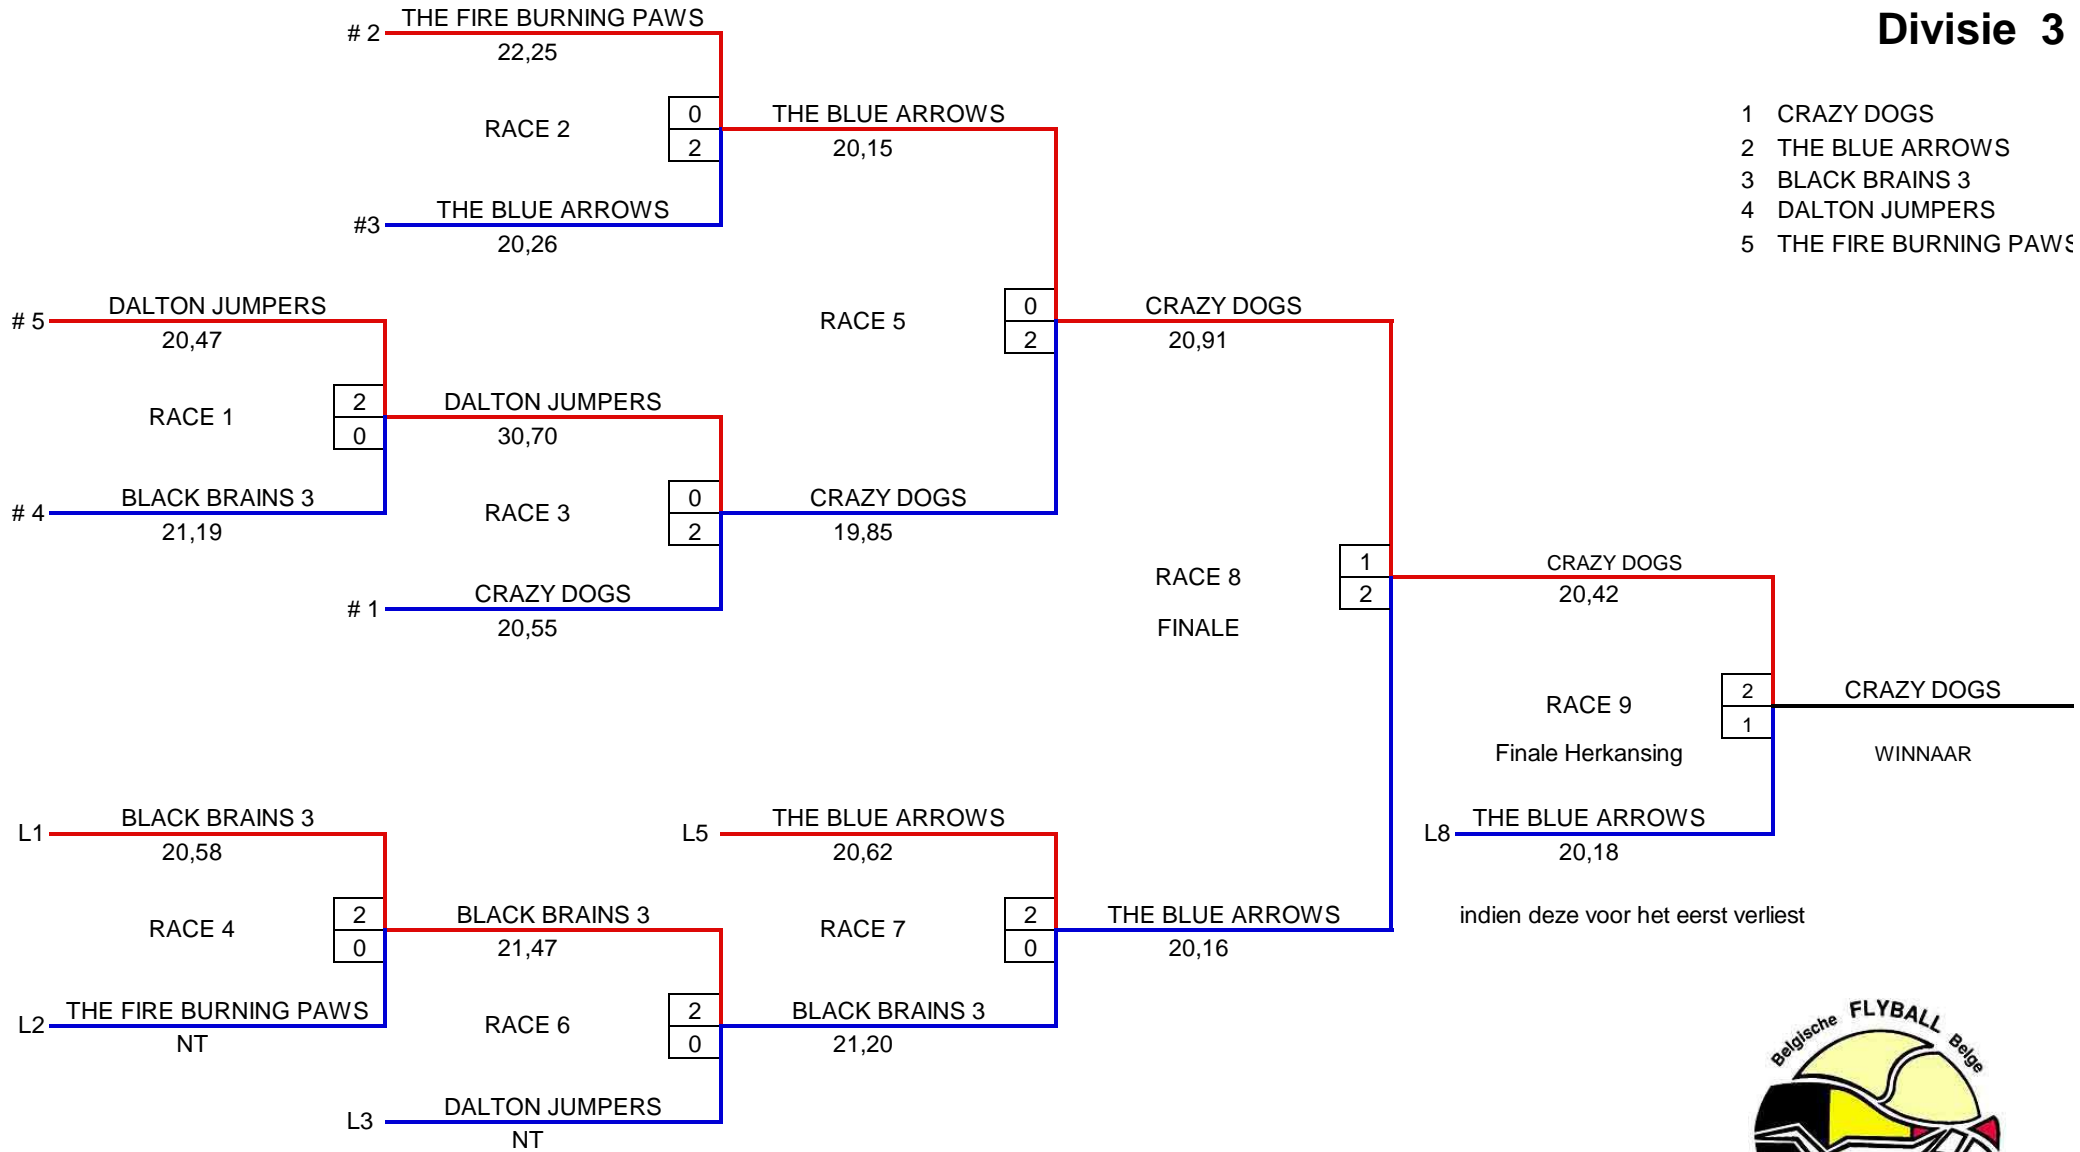 Divisie 3
1 CRAZY DOGS
2 THE BLUE ARROWS
3 BLACK BRAINS 3
4 DALTON JUMPERS
5 THE FIRE BURNING PAWS
# 2 THE FIRE BURNING PAWS
22,25
RACE 2
0
2
#3 THE BLUE ARROWS
20,26
THE BLUE ARROWS
20,15
# 5 DALTON JUMPERS
20,47
RACE 1
2
0
# 4 BLACK BRAINS 3
21,19
DALTON JUMPERS
30,70
RACE 3
0
2
# 1 CRAZY DOGS
20,55
RACE 5
0
2
CRAZY DOGS
19,85
CRAZY DOGS
20,91
RACE 8
FINALE
1
2
CRAZY DOGS
20,42
RACE 9
Finale Herkansing
2
1
CRAZY DOGS
WINNAAR
L8 THE BLUE ARROWS
20,18
indien deze voor het eerst verliest
L1 BLACK BRAINS 3
20,58
RACE 4
2
0
L2 THE FIRE BURNING PAWS
NT
BLACK BRAINS 3
21,47
RACE 6
2
0
L3 DALTON JUMPERS
NT
L5 THE BLUE ARROWS
20,62
RACE 7
2
0
BLACK BRAINS 3
21,20
THE BLUE ARROWS
20,16
Belgische FLYBALL Belge